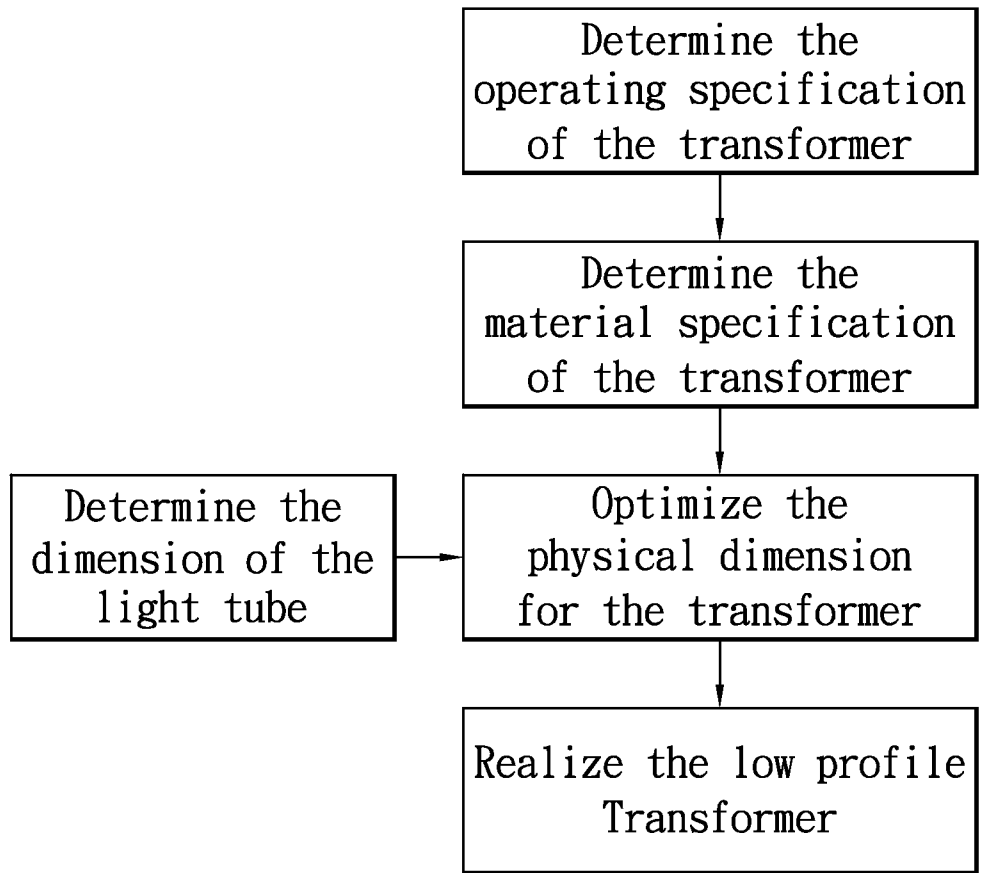 Determine the
operating specification
of the transformer
Determine the
material specification
of the transformer
Determine the
dimension of the
light tube
Optimize the
physical dimension
for the transformer
Realize the low profile
Transformer